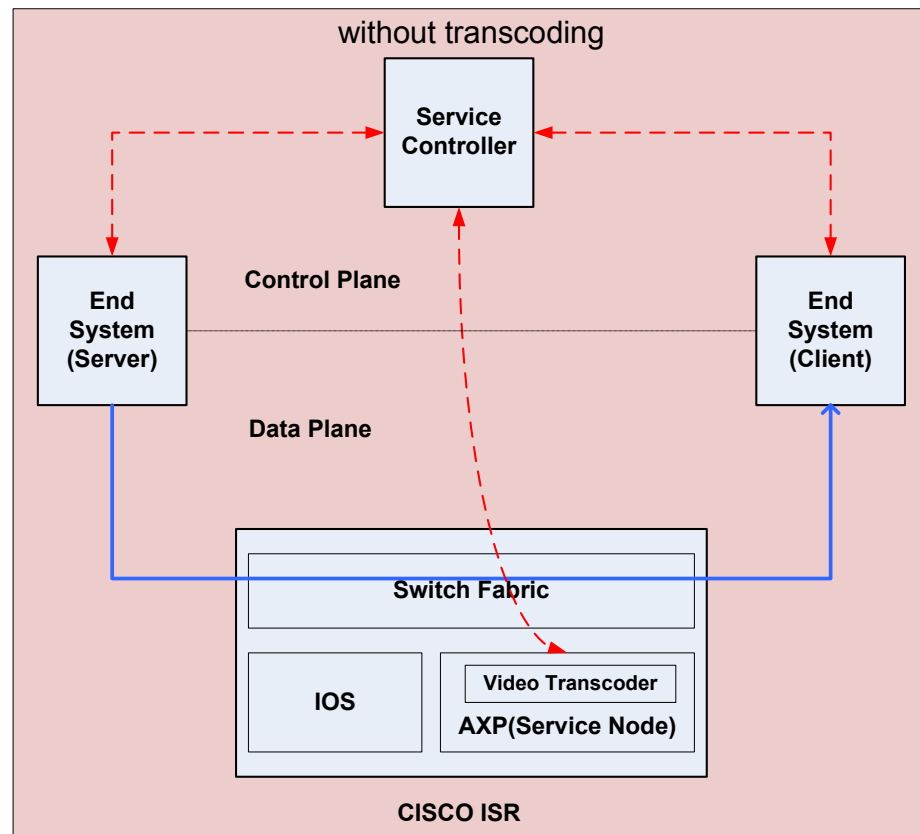 without transcoding
Service
Controller
End
System
(Server)
Control Plane
End
System
(Client)
Data Plane
Switch Fabric
IOS
Video Transcoder
AXP(Service Node)
CISCO ISR